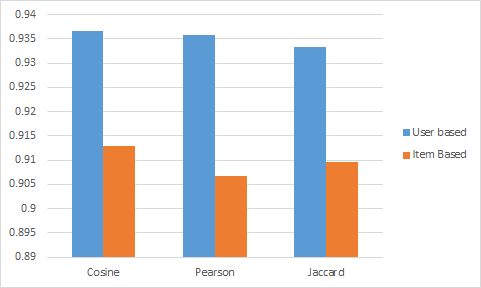 0.94
0.935
0.93
0.925
0.92
0.915
0.91
0.905
0.9
0.895
0.89
Cosine
Pearson
Jaccard
User based
Item Based